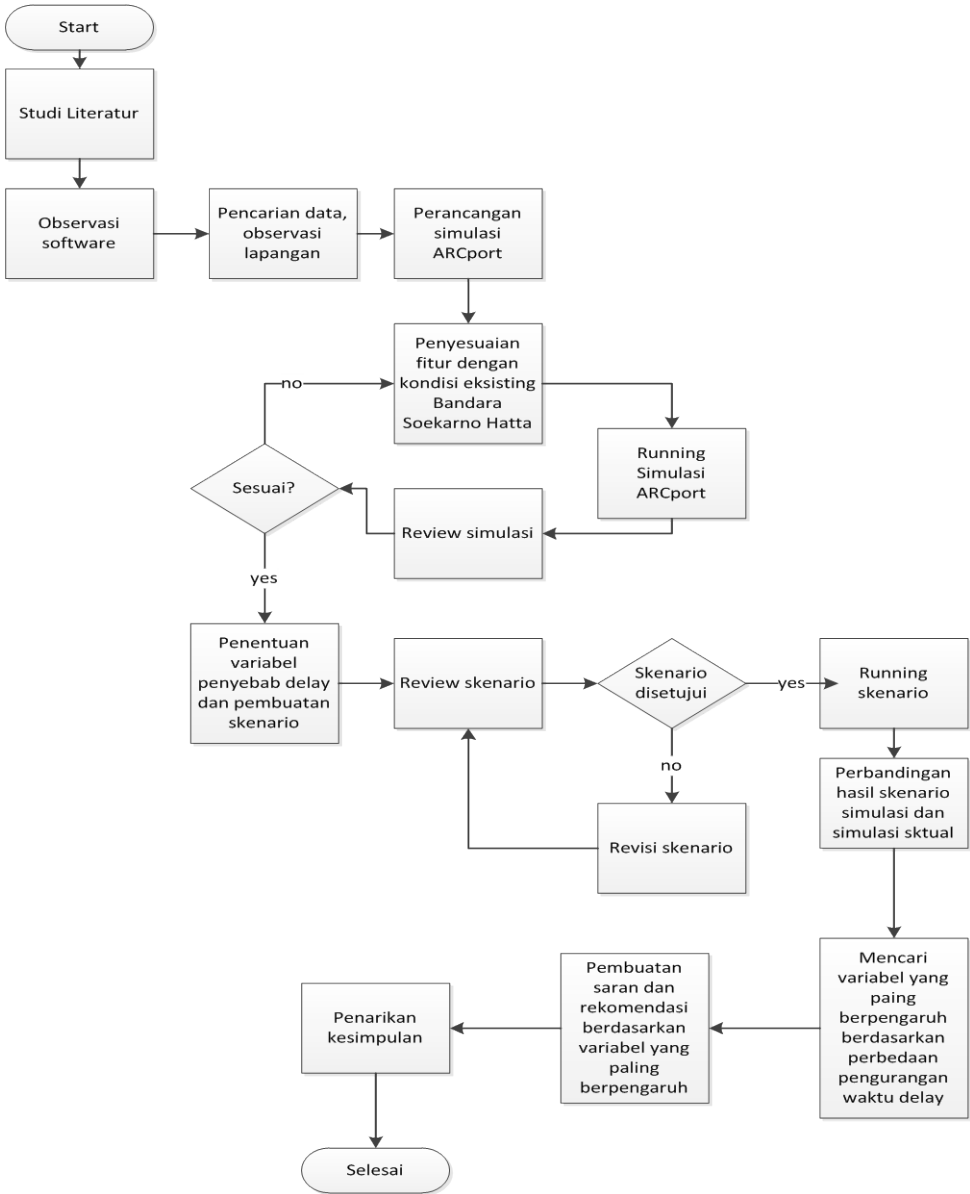 Start
Studi Literatur
Observasi
software
Pencarian data,
observasi
lapangan
Perancangan
simulasi
ARCport
Penyesuaian
fitur dengan
kondisi eksisting
Bandara
Soekarno Hatta
no
Running
Simulasi
ARCport
Sesuai?
Review simulasi
yes
Penentuan
variabel
penyebab delay
dan pembuatan
skenario
Review skenario
Skenario
disetujui
yes
Running
skenario
no
Revisi skenario
Perbandingan
hasil skenario
simulasi dan
simulasi sktual
Mencari
variabel yang
paing
berpengaruh
berdasarkan
perbedaan
pengurangan
waktu delay
Pembuatan
saran dan
rekomendasi
berdasarkan
variabel yang
paling
berpengaruh
Penarikan
kesimpulan
Selesai